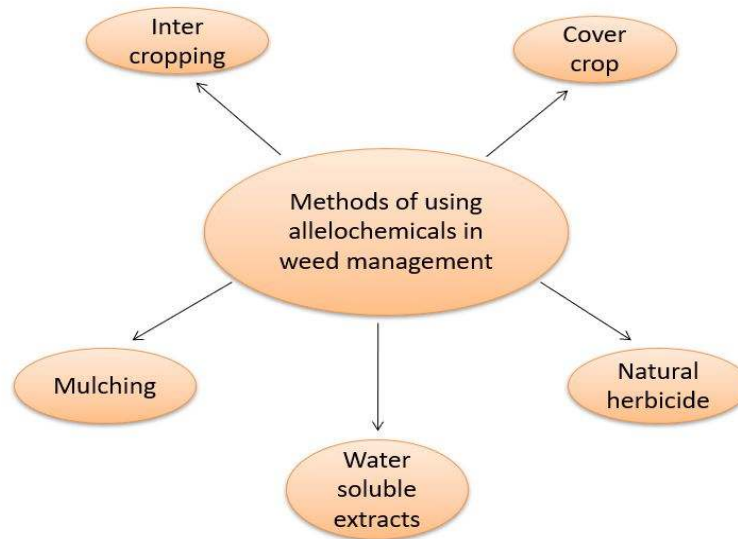 Inter
cropping
Cover
crop
Methods of using
allelochemicals in
weed management
Mulching
Natural
herbicide
Water
soluble
extracts